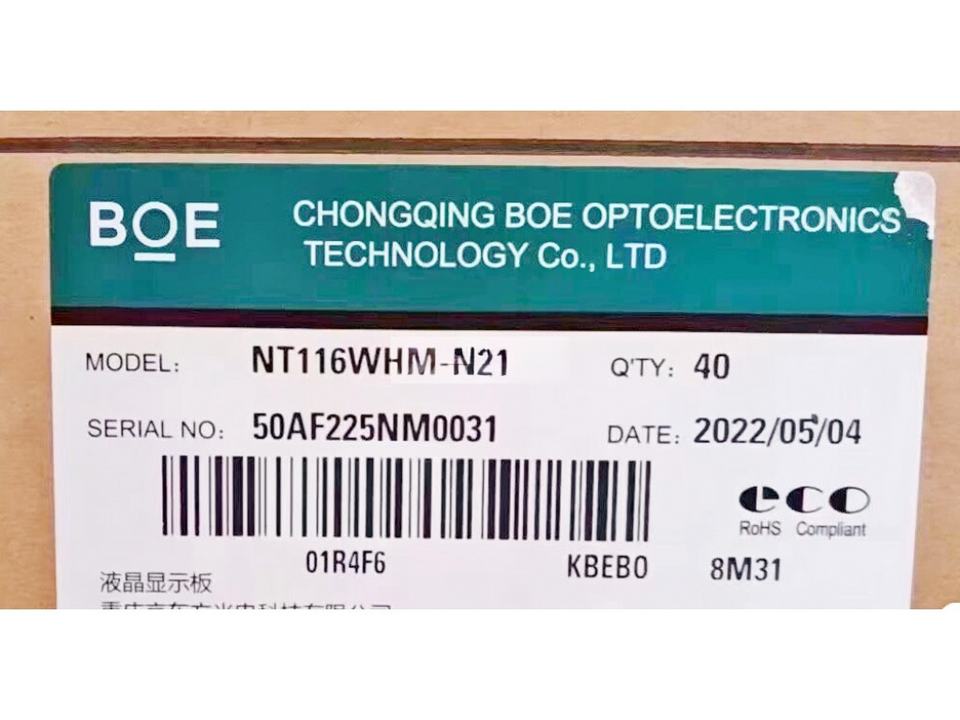 BOE
CHONGQING BOE OPTOELECTRONICS
TECHNOLOGY Co., LTD
MODEL: NT116WHM-N21 Q'TY: 40
SERIAL NO: 50AF225NM0031 DATE: 2022/05/04
eco
RoHS Compliant
01R4F6 KBEBO 8M31
液晶显示板